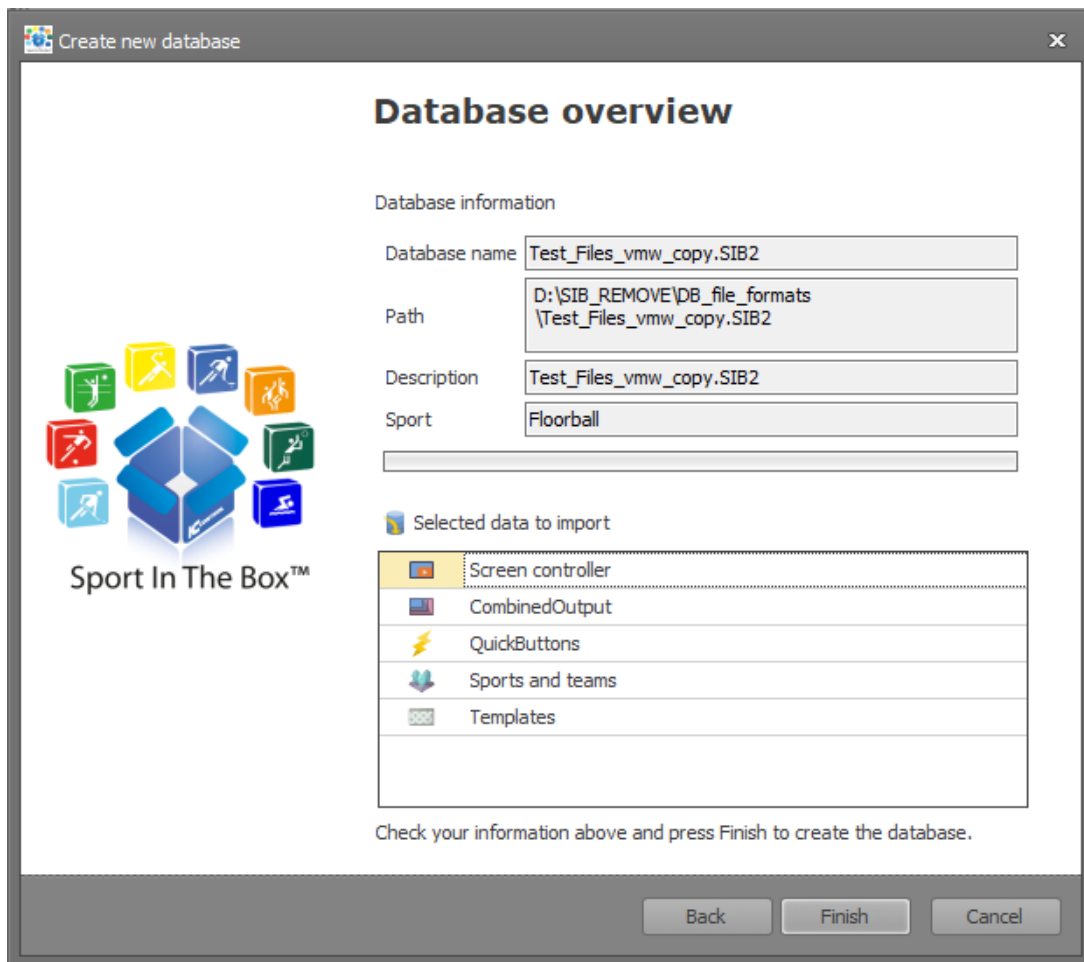 Create new database
Database overview
Database information
Database name Test_Files_vmw_copy.SIB2
Path D:\SIB_REMOVE\DB_file_formats
\Test_Files_vmw_copy.SIB2
Description Test_Files_vmw_copy.SIB2
Sport Floorball
Sport In The Box™
Selected data to import
Screen controller
CombinedOutput
QuickButtons
Sports and teams
Templates
Check your information above and press Finish to create the database.
Back Finish Cancel